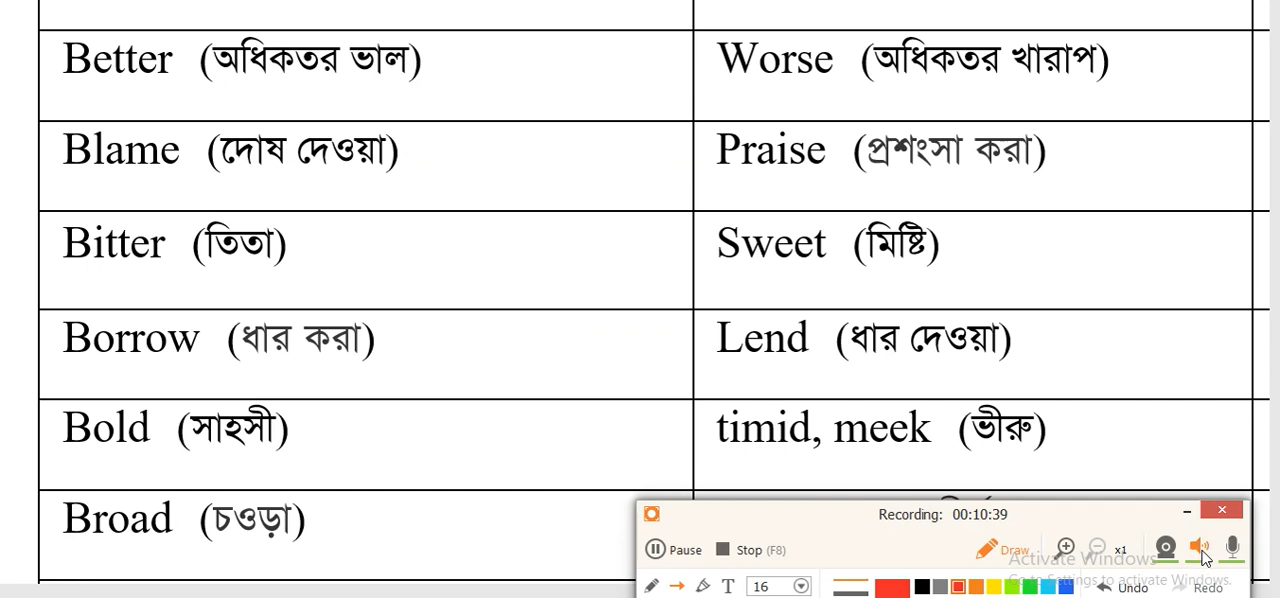 Better (অধিকতর ভাল) Worse (অধিকতর খারাপ)
Blame (দোষ দেওয়া) Praise (প্রশংসা করা)
Bitter (তিতা) Sweet (মিষ্টি)
Borrow (ধার করা) Lend (ধার দেওয়া)
Bold (সাহসী) timid, meek (ভীরু)
Broad (চওড়া)
Recording: 00:10:39
Pause Stop (F8) Draw x1
Activate Windows
Go to Settings to activate Windows.
T 16 Undo Redo